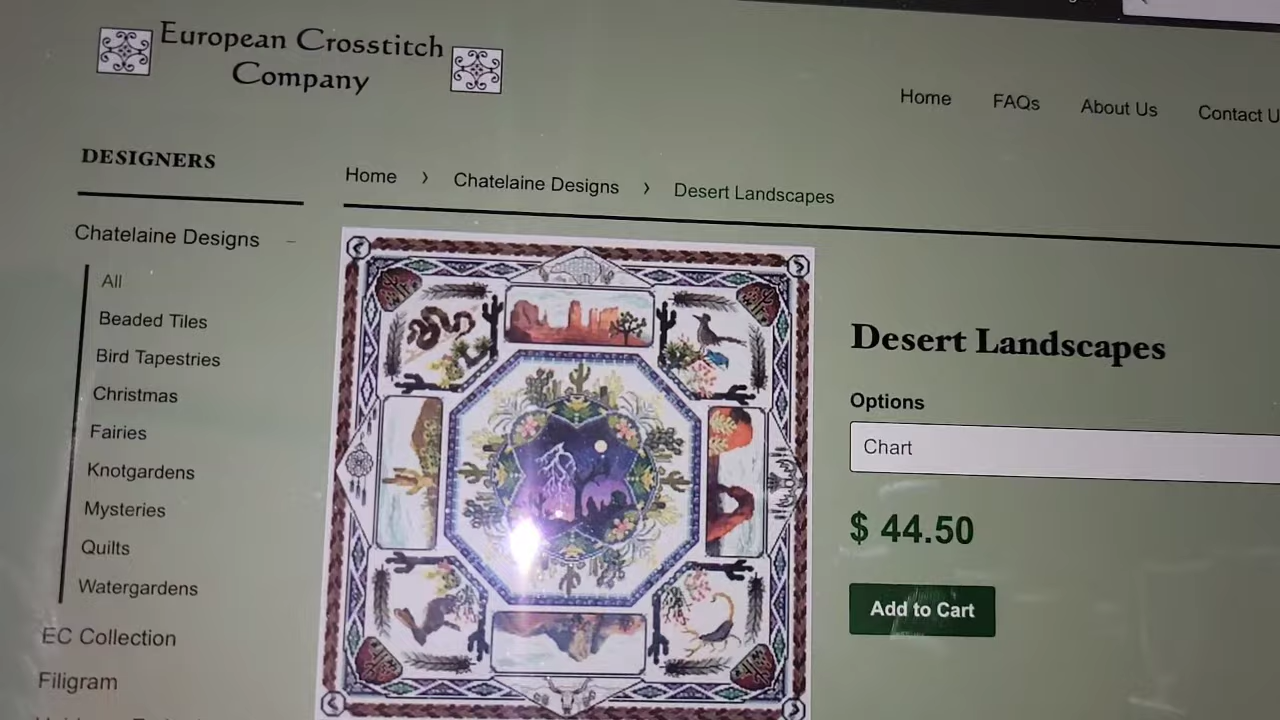 European Crosstitch
Company
Home FAQs About Us Contact U
DESIGNERS
Home › Chatelaine Designs › Desert Landscapes
Chatelaine Designs –
All
Beaded Tiles
Bird Tapestries
Christmas
Fairies
Knotgardens
Mysteries
Quilts
Watergardens
EC Collection
Filigram
Desert Landscapes
Options
Chart
$ 44.50
Add to Cart